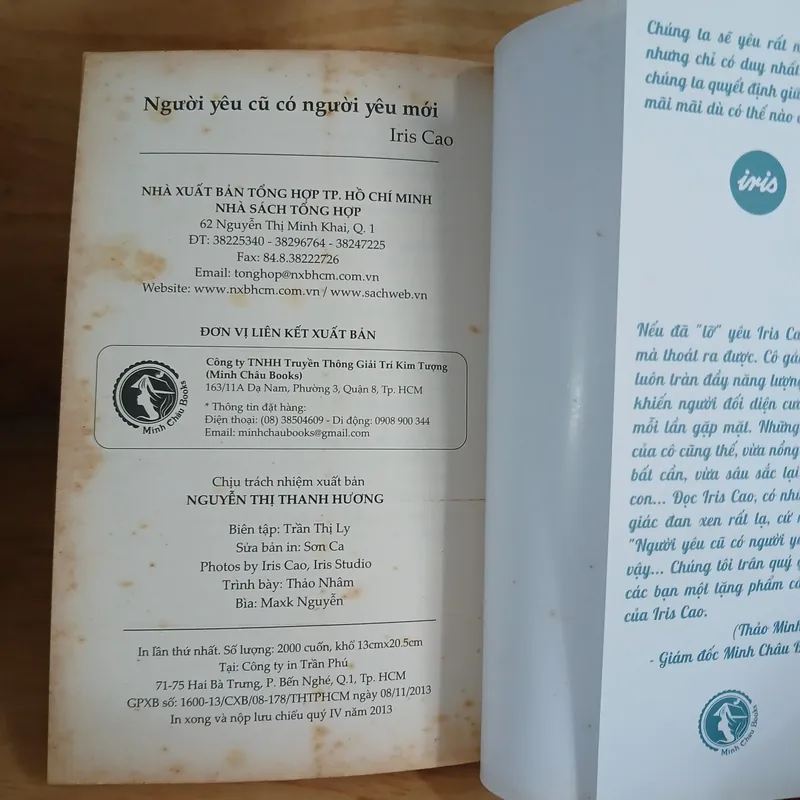 Người yêu cũ có người yêu mới
Iris Cao
NHÀ XUẤT BẢN TỔNG HỢP TP. HỒ CHÍ MINH
NHÀ SÁCH TỔNG HỢP
62 Nguyễn Thị Minh Khai, Q. 1
ĐT: 38225340 - 38296764 - 38247225
Fax: 84.8.38222726
Email: tonghop@nxbhcm.com.vn
Website: www.nxbhcm.com.vn / www.sachweb.vn
ĐƠN VỊ LIÊN KẾT XUẤT BẢN
Minh Châu Books
Công ty TNHH Truyền Thông Giải Trí Kim Tượng
(Minh Châu Books)
163/11A Dạ Nam, Phường 3, Quận 8, Tp. HCM
* Thông tin đặt hàng:
Điện thoại: (08) 38504609 - Di động: 0908 900 344
Email: minhchaubooks@gmail.com
Chịu trách nhiệm xuất bản
NGUYỄN THỊ THANH HƯƠNG
Biên tập: Trần Thị Ly
Sửa bản in: Sơn Ca
Photos by Iris Cao, Iris Studio
Trình bày: Thảo Nhâm
Bìa: Maxk Nguyễn
In lần thứ nhất. Số lượng: 2000 cuốn, khổ 13cmx20.5cm
Tại: Công ty in Trần Phú
71-75 Hai Bà Trưng, P. Bến Nghé, Q.1, Tp. HCM
GPXB số: 1600-13/CXB/08-178/THTPHCM ngày 08/11/2013
In xong và nộp lưu chiểu quý IV năm 2013
Chúng ta sẽ yêu rất
nhưng chỉ có duy nhất
chúng ta quyết định
mãi mãi dù có thế nào
iris
Nếu đã "lỡ" yêu Iris
mà thoát ra được. Cô
luôn tràn đầy năng lượng
khiến người đối diện
mỗi lần gặp mặt. Những
của cô cũng thế, vừa nồng
bất cần, vừa sâu sắc lại
con... Đọc Iris Cao, có
giác đan xen rất lạ, cứ
"Người yêu cũ có người
vậy... Chúng tôi trân quý
các bạn một tặng phẩm
của Iris Cao.
(Thảo Minh
- Giám đốc Minh Châu
Minh Châu Books